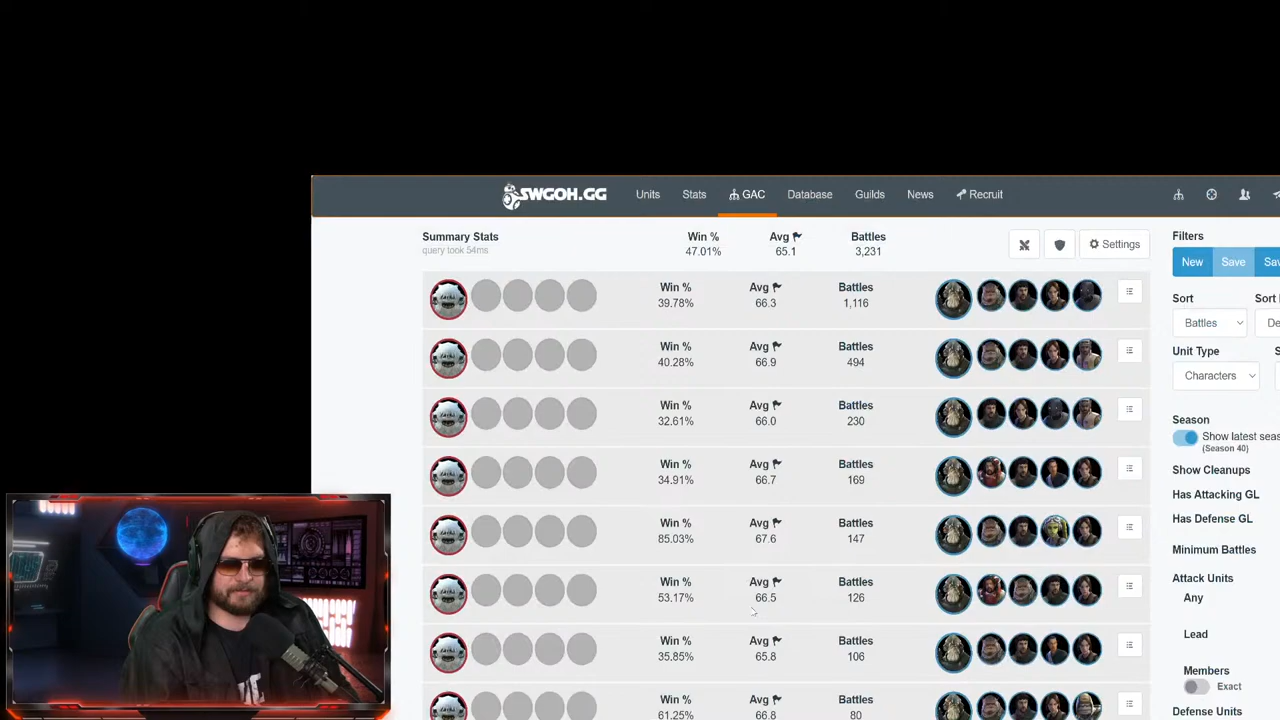 SWGOH.GG Units Stats GAC Database Guilds News Recruit
Summary Stats
query took 54ms
Win % Avg Battles
47.01% 65.1 3,231
Settings
Filters
New Save
Win % Avg Battles
39.78% 66.3 1,116
Sort
Battles
Win % Avg Battles
40.28% 66.9 494
Unit Type
Characters
Win % Avg Battles
32.61% 66.0 230
Season
Show latest
(Season 40)
Show Cleanups
Win % Avg Battles
34.91% 66.7 169
Has Attacking GL
Has Defense GL
Win % Avg Battles
85.03% 67.6 147
Minimum Battles
Attack Units
Any
Win % Avg Battles
53.17% 66.5 126
Lead
Win % Avg Battles
35.85% 65.8 106
Members
Exact
Win % Avg Battles
61.25% 66.8 80
Defense Units